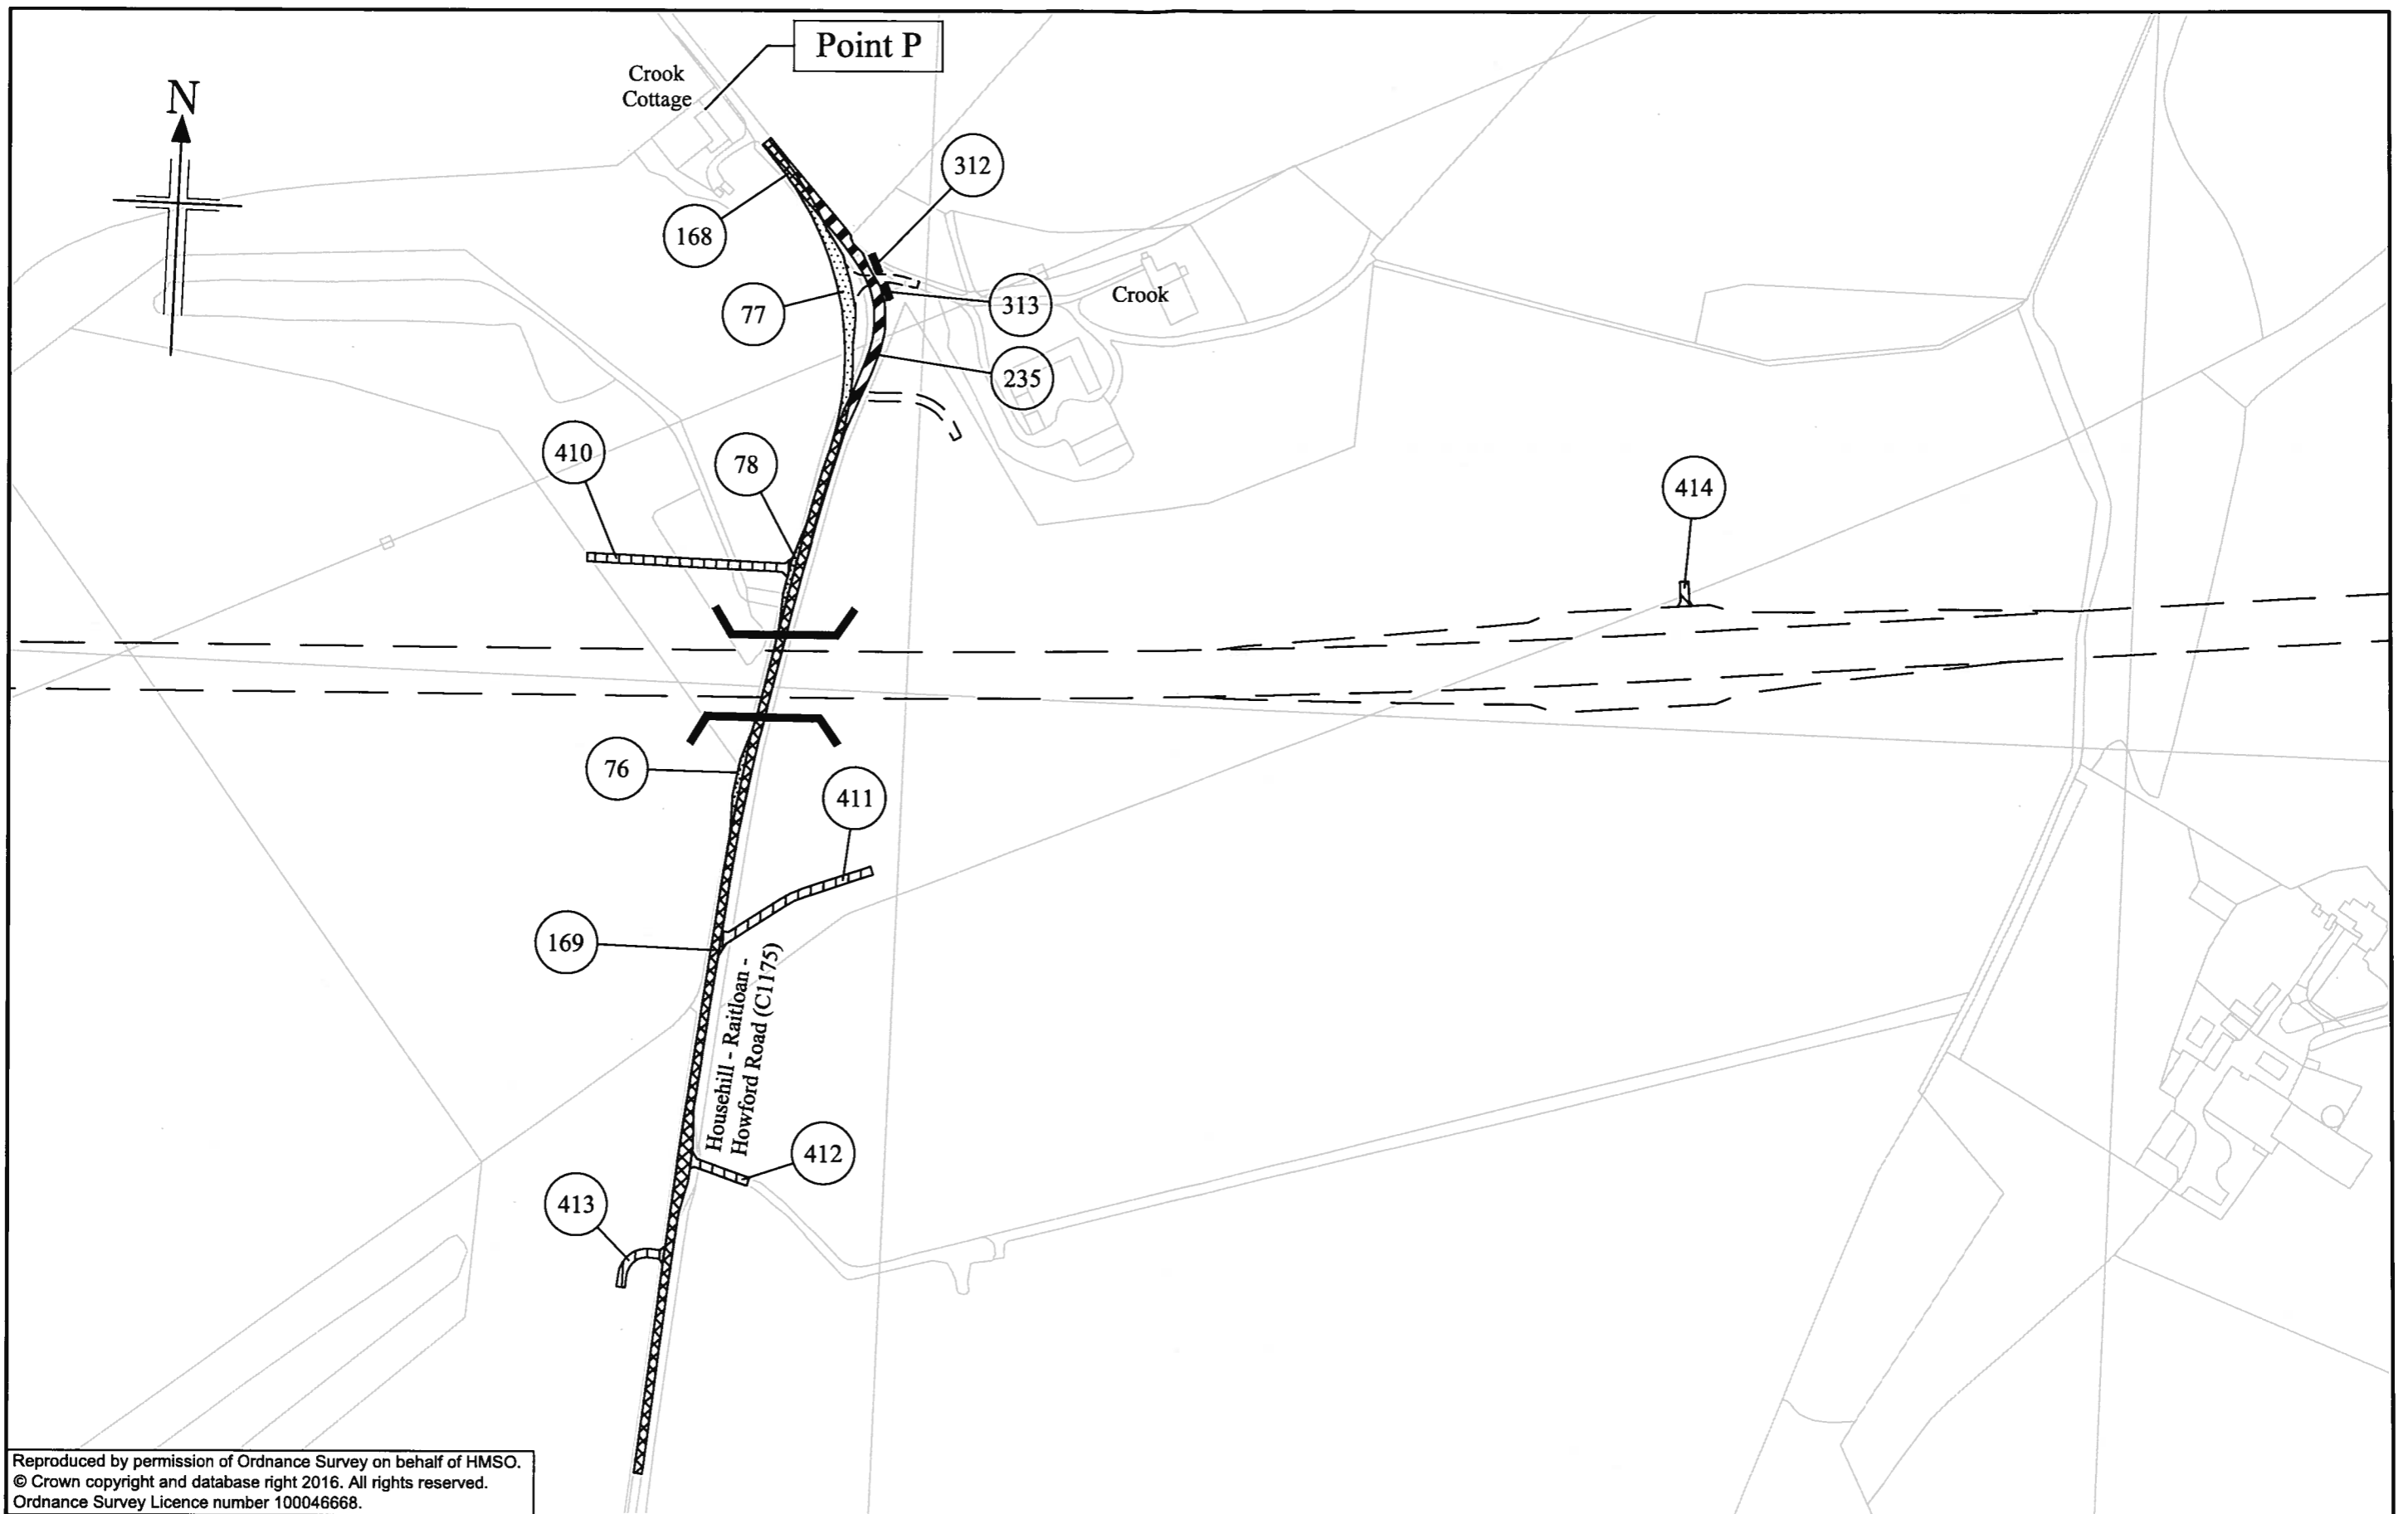 Point P
Crook
Cottage
N
312
168
77
313
Crook
235
410
78
414
76
411
169
Househill - Raitloan -
Howford Road (C1175)
412
413
Reproduced by permission of Ordnance Survey on behalf of HMSO.
© Crown copyright and database right 2016. All rights reserved.
Ordnance Survey Licence number 100046668.